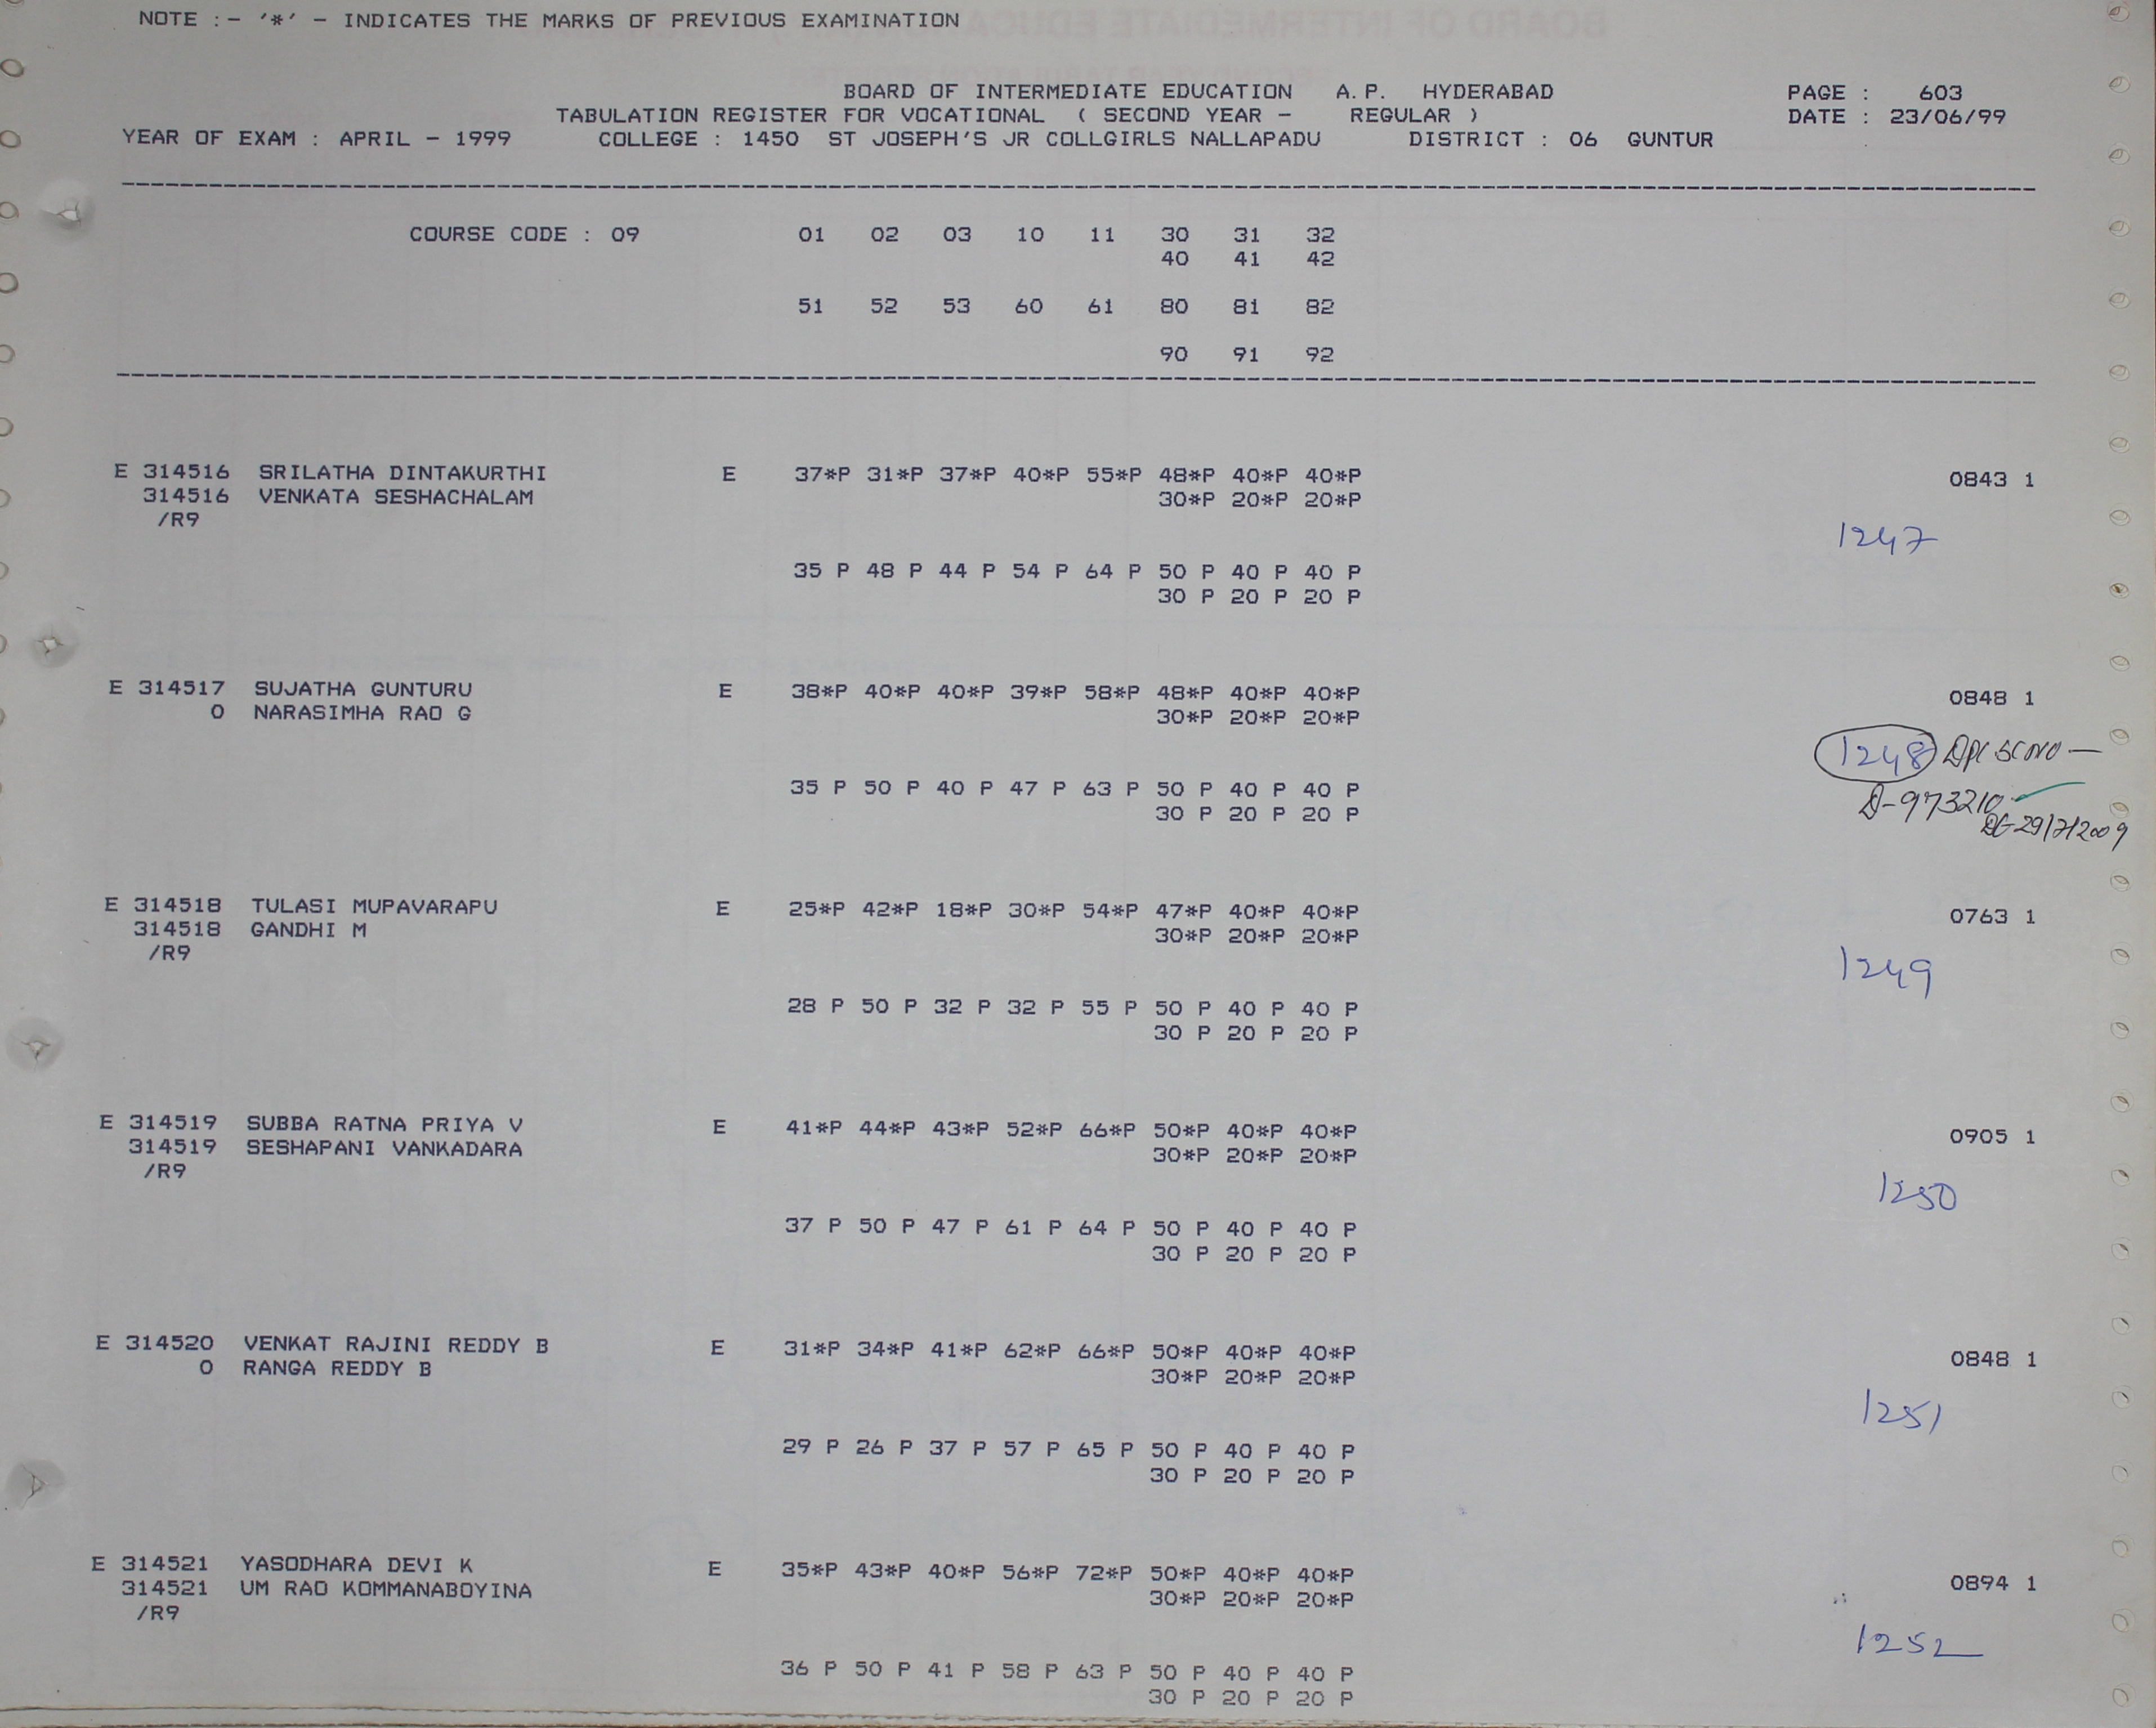 NOTE :- '*' - INDICATES THE MARKS OF PREVIOUS EXAMINATION
BOARD OF INTERMEDIATE EDUCATION A.P. HYDERABAD PAGE : 603
TABULATION REGISTER FOR VOCATIONAL ( SECOND YEAR - REGULAR ) DATE : 23/06/99
YEAR OF EXAM : APRIL - 1999 COLLEGE : 1450 ST JOSEPH'S JR COLLGIRLS NALLAPADU DISTRICT : 06 GUNTUR
COURSE CODE : 09 01 02 03 10 11 30 31 32
40 41 42
51 52 53 60 61 80 81 82
90 91 92
E 314516 SRILATHA DINTAKURTHI E 37*P 31*P 37*P 40*P 55*P 48*P 40*P 40*P 0843 1
314516 VENKATA SESHACHALAM 30*P 20*P 20*P
/R9
1247
35 P 48 P 44 P 54 P 64 P 50 P 40 P 40 P
30 P 20 P 20 P
E 314517 SUJATHA GUNTURU E 38*P 40*P 40*P 39*P 58*P 48*P 40*P 40*P 0848 1
0 NARASIMHA RAO G 30*P 20*P 20*P
1248
35 P 50 P 40 P 47 P 63 P 50 P 40 P 40 P
D-973210
30 P 20 P 20 P
29/7/2009
E 314518 TULASI MUPAVARAPU E 25*P 42*P 18*P 30*P 54*P 47*P 40*P 40*P 0763 1
314518 GANDHI M 30*P 20*P 20*P
/R9
1249
28 P 50 P 32 P 32 P 55 P 50 P 40 P 40 P
30 P 20 P 20 P
E 314519 SUBBA RATNA PRIYA V E 41*P 44*P 43*P 52*P 66*P 50*P 40*P 40*P 0905 1
314519 SESHAPANI VANKADARA 30*P 20*P 20*P
/R9
1250
37 P 50 P 47 P 61 P 64 P 50 P 40 P 40 P
30 P 20 P 20 P
E 314520 VENKAT RAJINI REDDY B E 31*P 34*P 41*P 62*P 66*P 50*P 40*P 40*P 0848 1
0 RANGA REDDY B 30*P 20*P 20*P
1251
29 P 26 P 37 P 57 P 65 P 50 P 40 P 40 P
30 P 20 P 20 P
E 314521 YASODHARA DEVI K E 35*P 43*P 40*P 56*P 72*P 50*P 40*P 40*P 0894 1
314521 UM RAO KOMMANABOYINA 30*P 20*P 20*P
/R9
1252
36 P 50 P 41 P 58 P 63 P 50 P 40 P 40 P
30 P 20 P 20 P